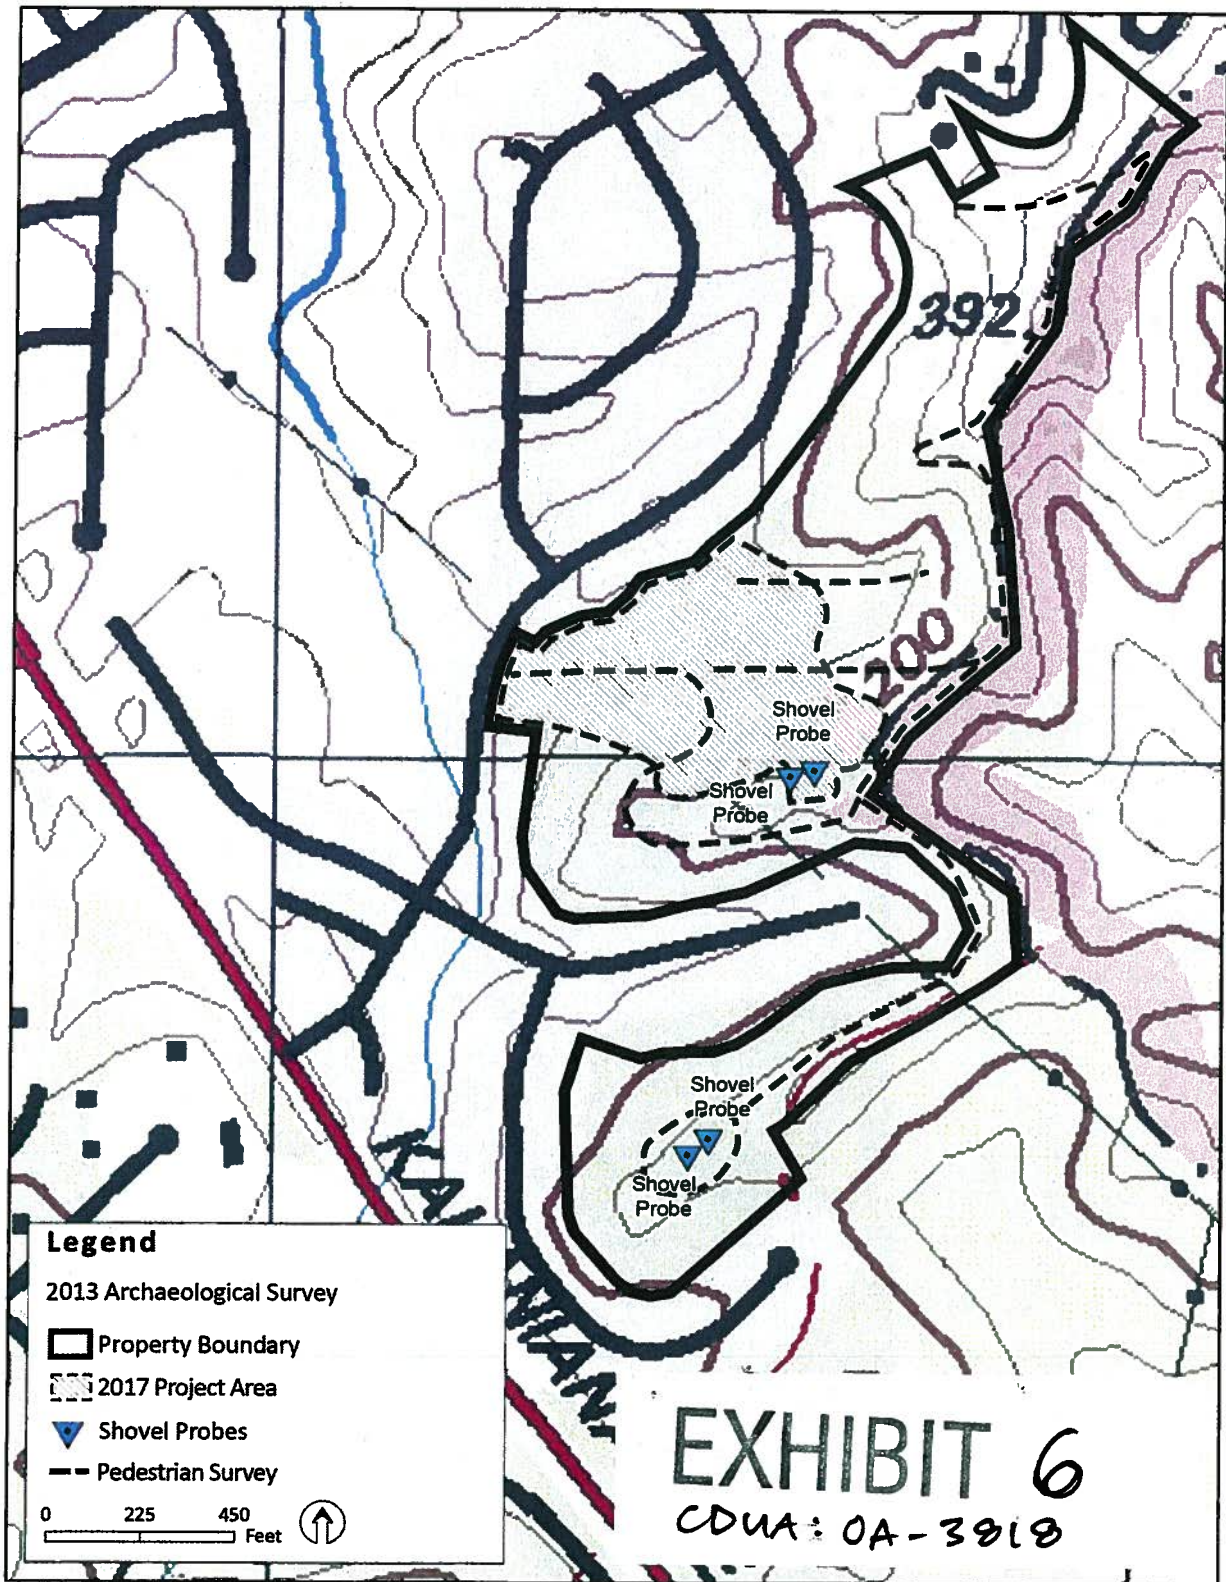 392
200
Shovel
Probe
Shovel
Probe
Shovel
Probe
Shovel
Probe
Legend
2013 Archaeological Survey
Property Boundary
2017 Project Area
Shovel Probes
Pedestrian Survey
0 225 450
Feet
EXHIBIT 6
CDUA: OA-3818